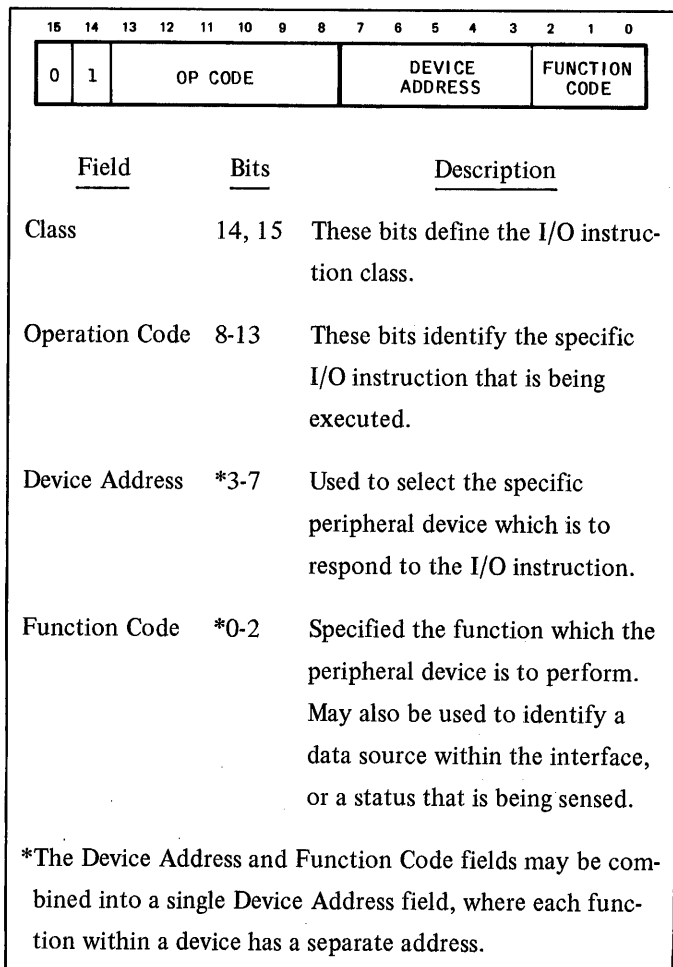 15 14 13 12 11 10 9 8 7 6 5 4 3 2 1 0
0 1 OP CODE DEVICE ADDRESS FUNCTION CODE
Field Bits Description
Class 14, 15 These bits define the I/O instruc-
tion class.
Operation Code 8-13 These bits identify the specific
I/O instruction that is being
executed.
Device Address *3-7 Used to select the specific
peripheral device which is to
respond to the I/O instruction.
Function Code *0-2 Specified the function which the
peripheral device is to perform.
May also be used to identify a
data source within the interface,
or a status that is being sensed.
*The Device Address and Function Code fields may be com-
bined into a single Device Address field, where each func-
tion within a device has a separate address.